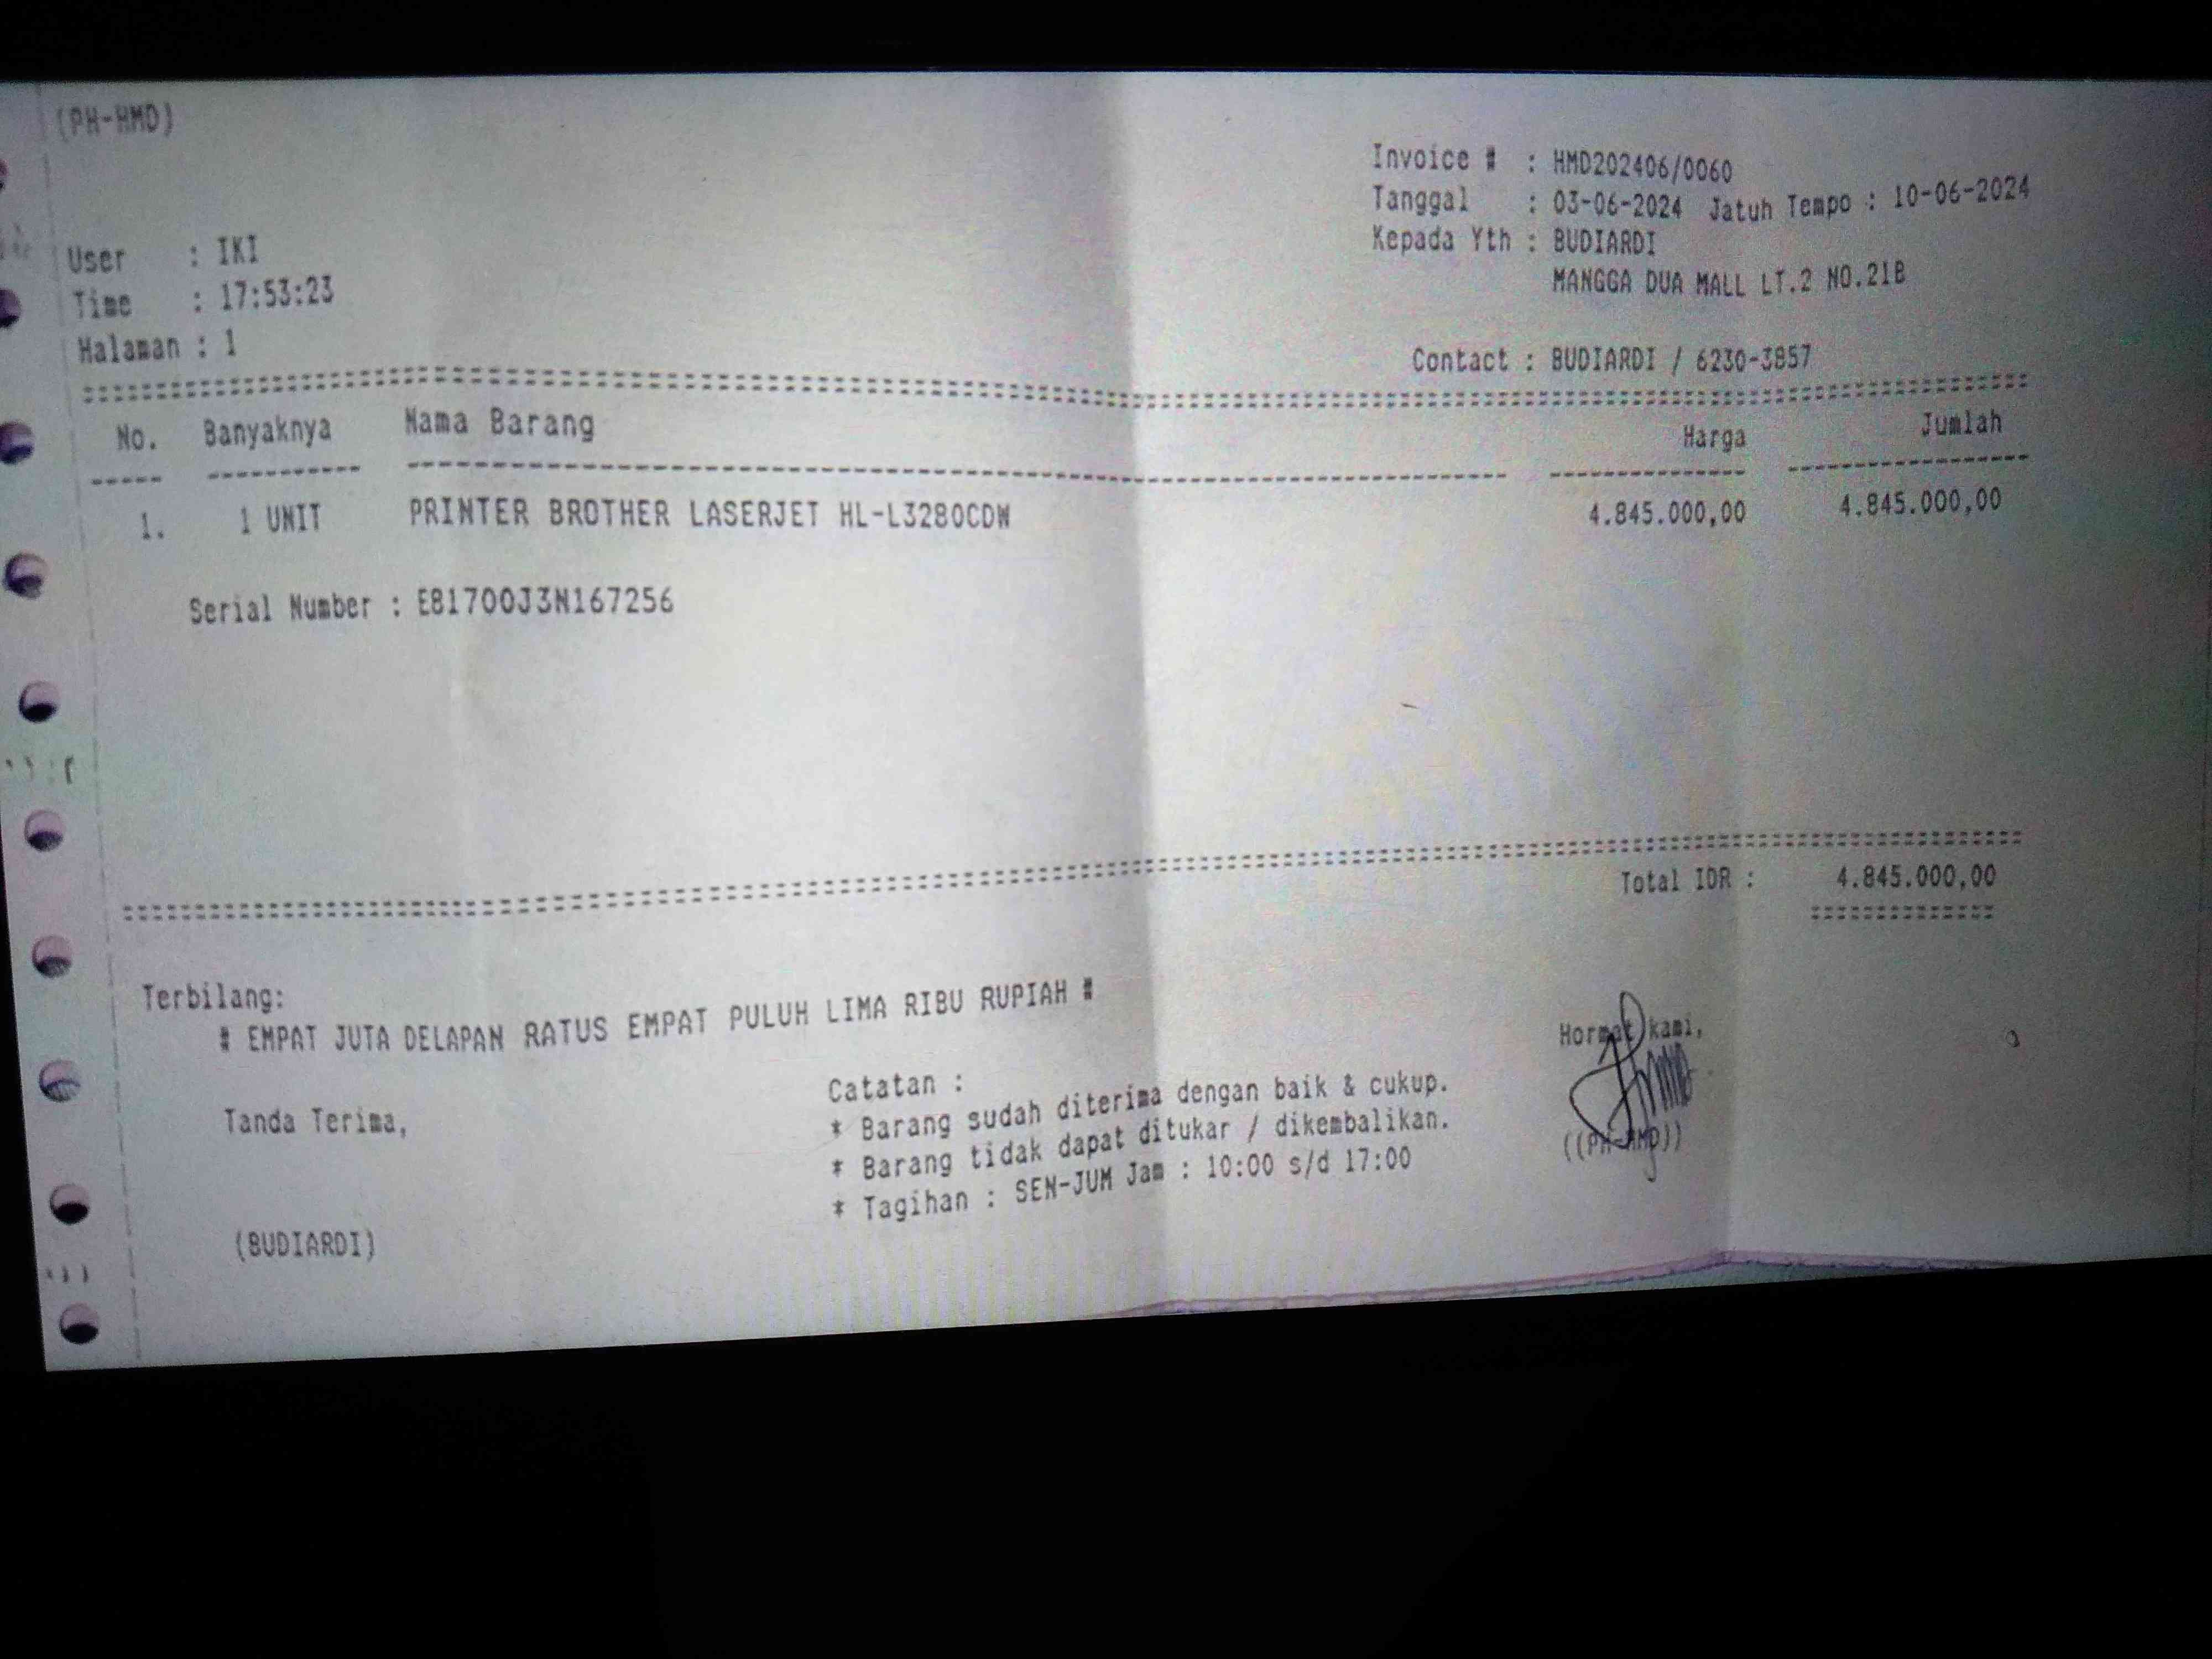 (PH-HMD)
Invoice # : HMD202406/0060
Tanggal : 03-06-2024 Jatuh Tempo : 10-06-2024
Kepada Yth : BUDIARDI
MANGGA DUA MALL LT.2 NO.21B
User : IKI
Time : 17:53:23
Halaman : 1
Contact : BUDIARDI / 6230-3857
No. Banyaknya Nama Barang Harga Jumlah
1. 1 UNIT PRINTER BROTHER LASERJET HL-L3280CDW 4.845.000,00 4.845.000,00
Serial Number : E81700J3N167256
Total IDR : 4.845.000,00
Terbilang:
# EMPAT JUTA DELAPAN RATUS EMPAT PULUH LIMA RIBU RUPIAH #
Hormat kami,
Catatan :
* Barang sudah diterima dengan baik & cukup.
Tanda Terima,
* Barang tidak dapat ditukar / dikembalikan.
((PH-HMD))
* Tagihan : SEN-JUM Jam : 10:00 s/d 17:00
(BUDIARDI)